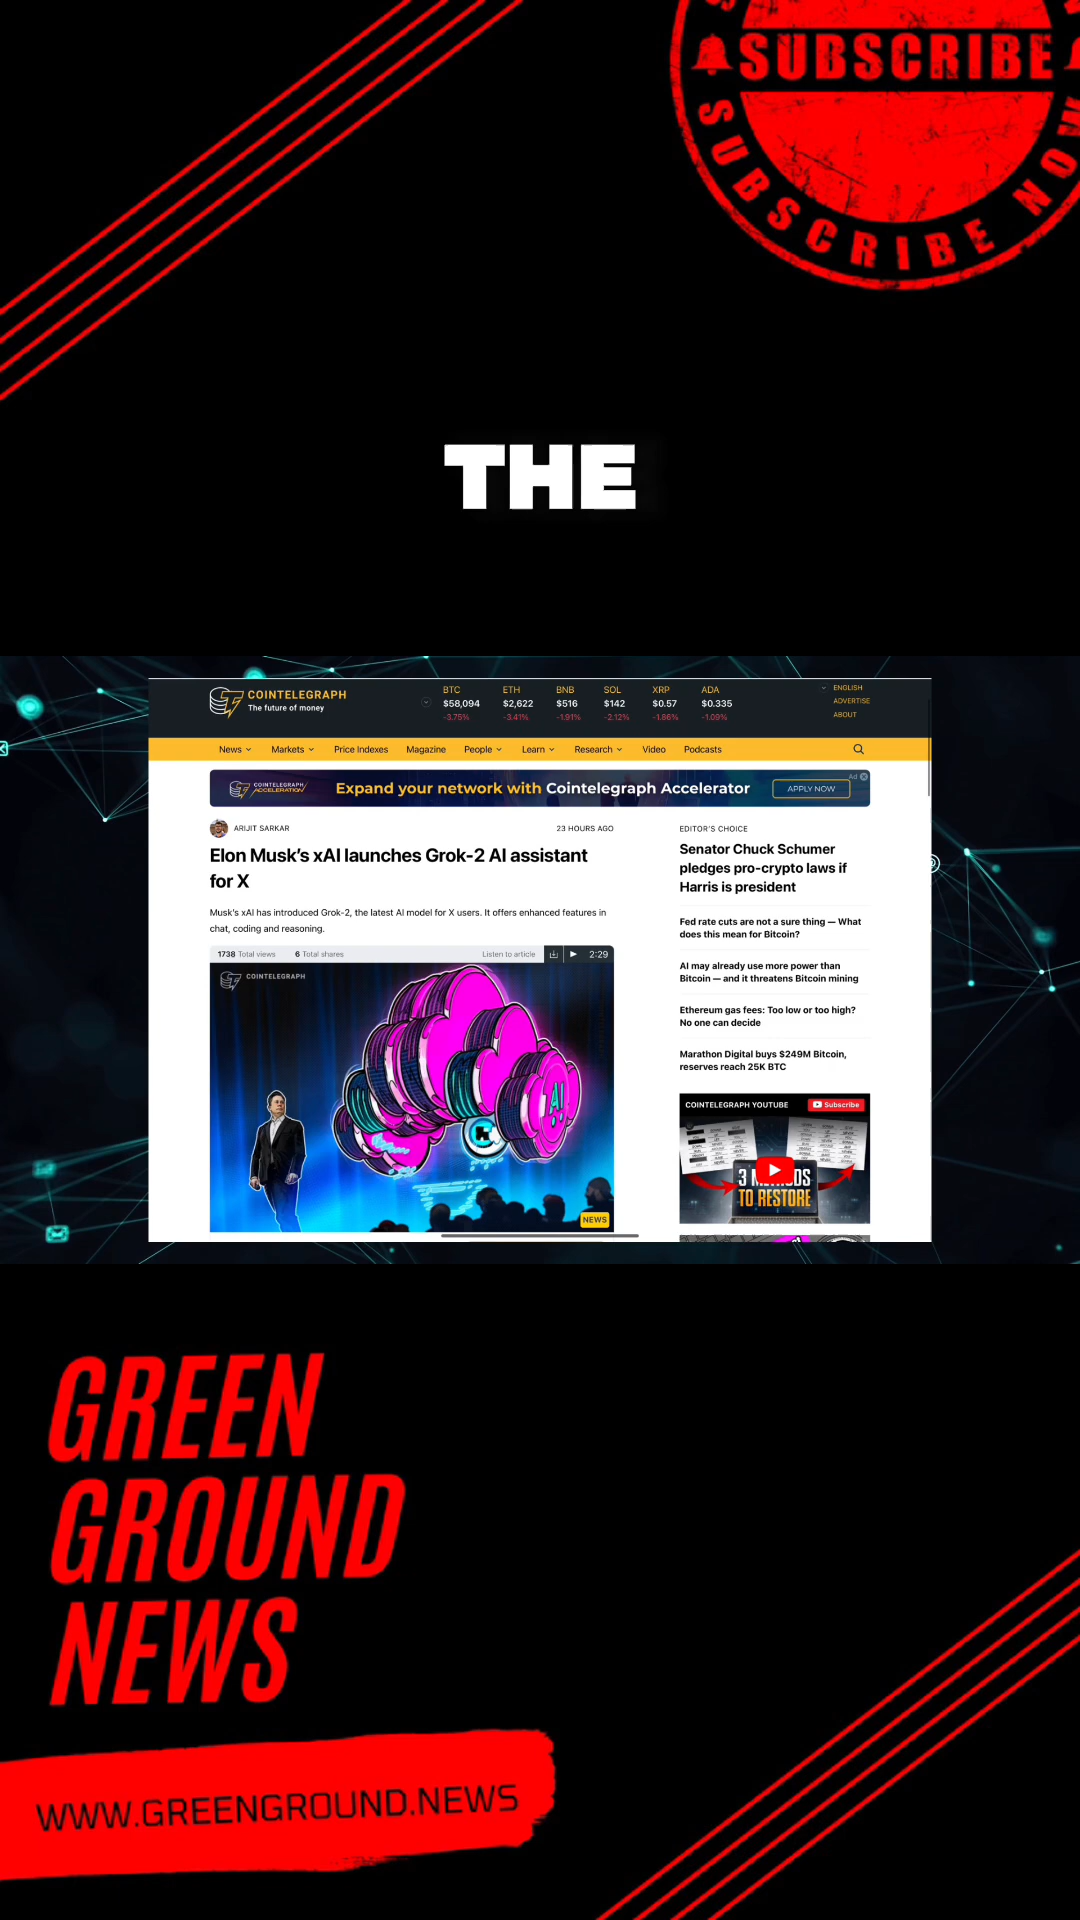 SUBSCRIBE
SUBSCRIBE NOW
THE
COINTELEGRAPH
The future of money
BTC ETH BNB SOL XRP ADA
$58,094 $2,622 $516 $142 $0.57 $0.335
-3.75% -3.41% -1.91% -2.12% -1.86% -1.09%
ENGLISH
ADVERTISE
ABOUT
News Markets Price Indexes Magazine People Learn Research Video Podcasts
COINTELEGRAPH
ACCELERATION
Expand your network with Cointelegraph Accelerator
APPLY NOW
Ad
ARIJIT SARKAR
23 HOURS AGO
Elon Musk’s xAI launches Grok-2 AI assistant
for X
Musk’s xAI has introduced Grok-2, the latest AI model for X users. It offers enhanced features in
chat, coding and reasoning.
1738 Total views 6 Total shares Listen to article 2:29
COINTELEGRAPH
AI
NEWS
EDITOR’S CHOICE
Senator Chuck Schumer
pledges pro-crypto laws if
Harris is president
Fed rate cuts are not a sure thing — What
does this mean for Bitcoin?
AI may already use more power than
Bitcoin — and it threatens Bitcoin mining
Ethereum gas fees: Too low or too high?
No one can decide
Marathon Digital buys $249M Bitcoin,
reserves reach 25K BTC
COINTELEGRAPH YOUTUBE
Subscribe
TO RESTORE
GREEN
GROUND
NEWS
WWW.GREENGROUND.NEWS